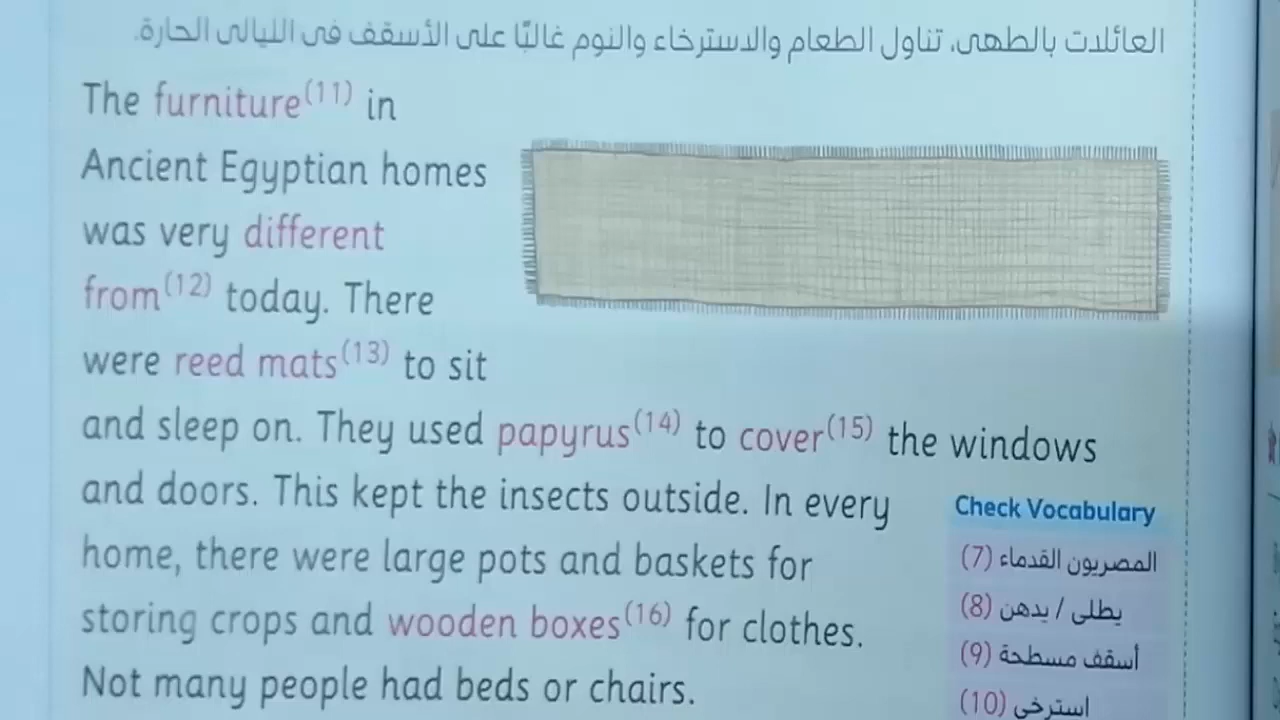 العائلات بالطهى، تناول الطعام والاسترخاء والنوم غالبًا على الأسقف فى الليالى الحارة.
The furniture(11) in
Ancient Egyptian homes
was very different
from(12) today. There
were reed mats(13) to sit
and sleep on. They used papyrus(14) to cover(15) the windows
and doors. This kept the insects outside. In every
home, there were large pots and baskets for
storing crops and wooden boxes(16) for clothes.
Not many people had beds or chairs.
Check Vocabulary
(7) المصريون القدماء
(8) يطلى / يدهن
(9) أسقف مسطحة
(10) استرخى